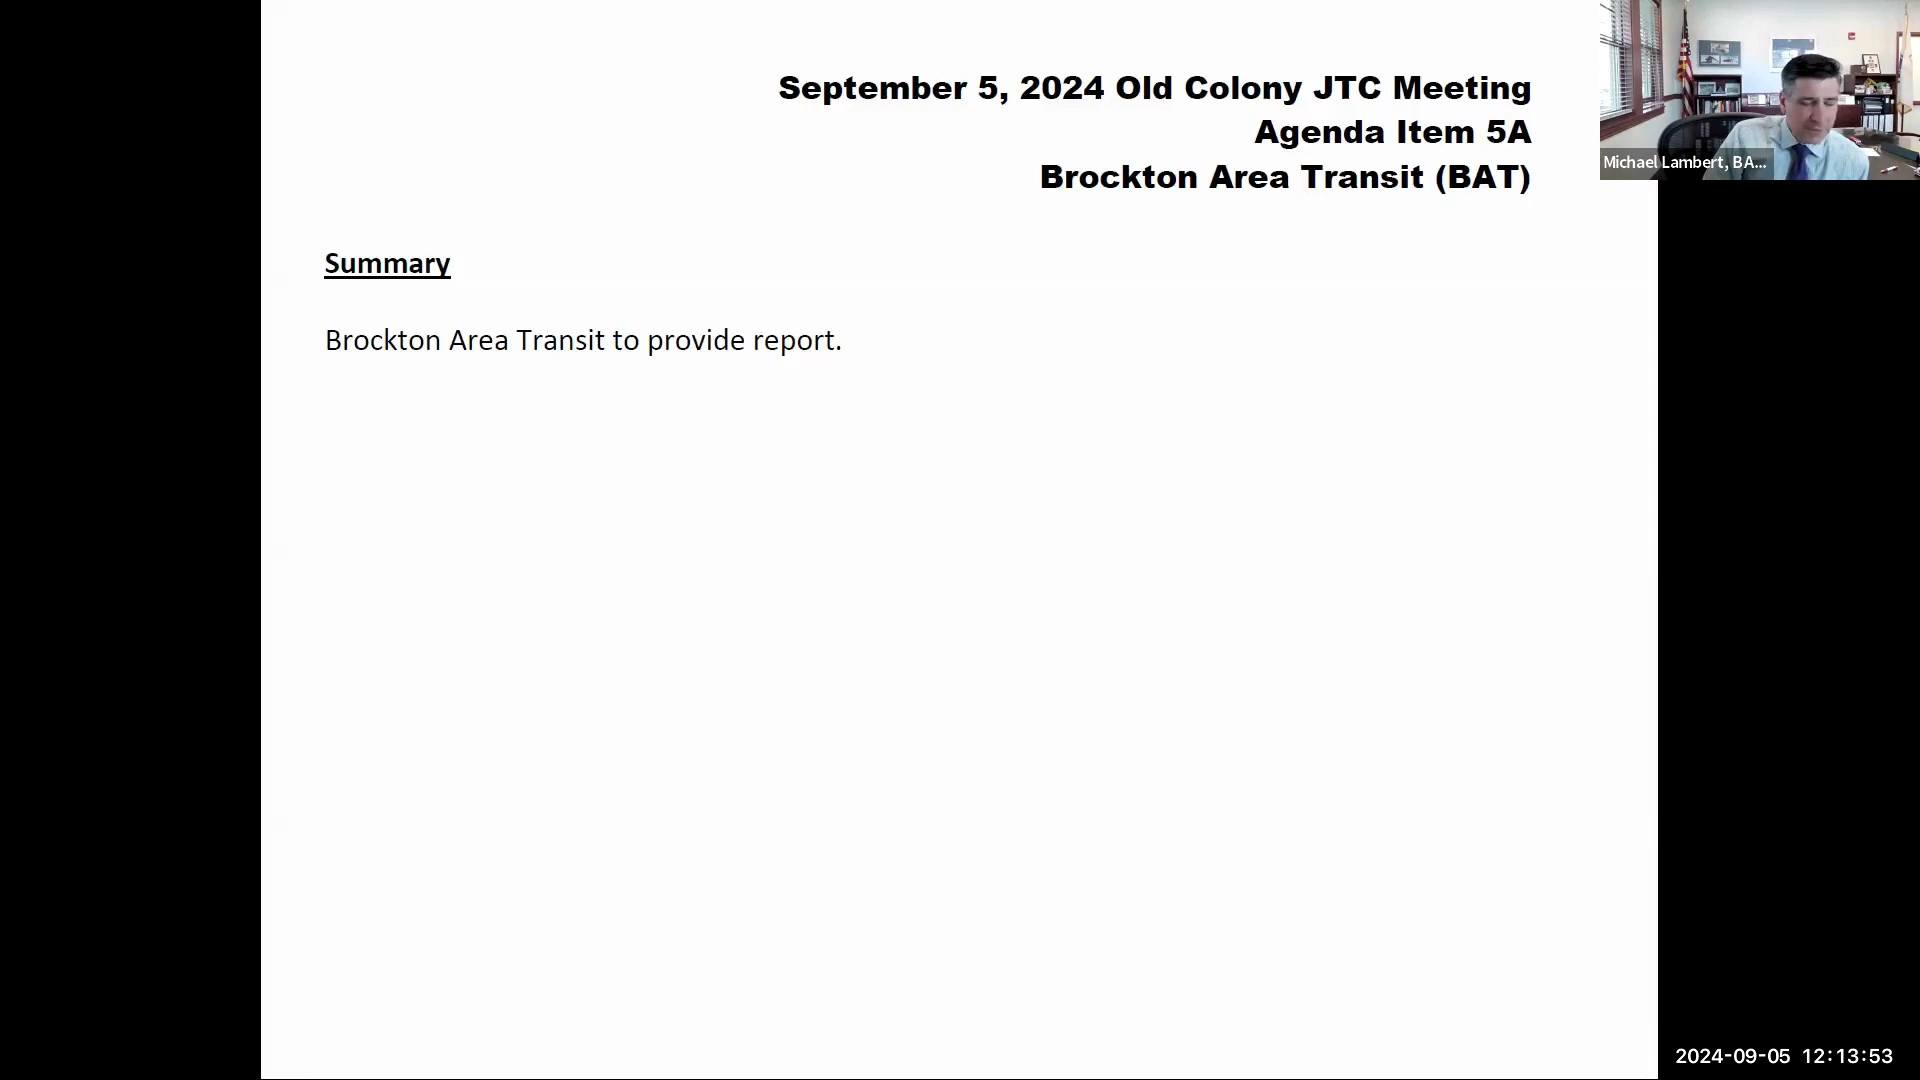 September 5, 2024 Old Colony JTC Meeting
Agenda Item 5A
Brockton Area Transit (BAT)
Michael Lambert, BA...
Summary
Brockton Area Transit to provide report.
2024-09-05 12:13:53